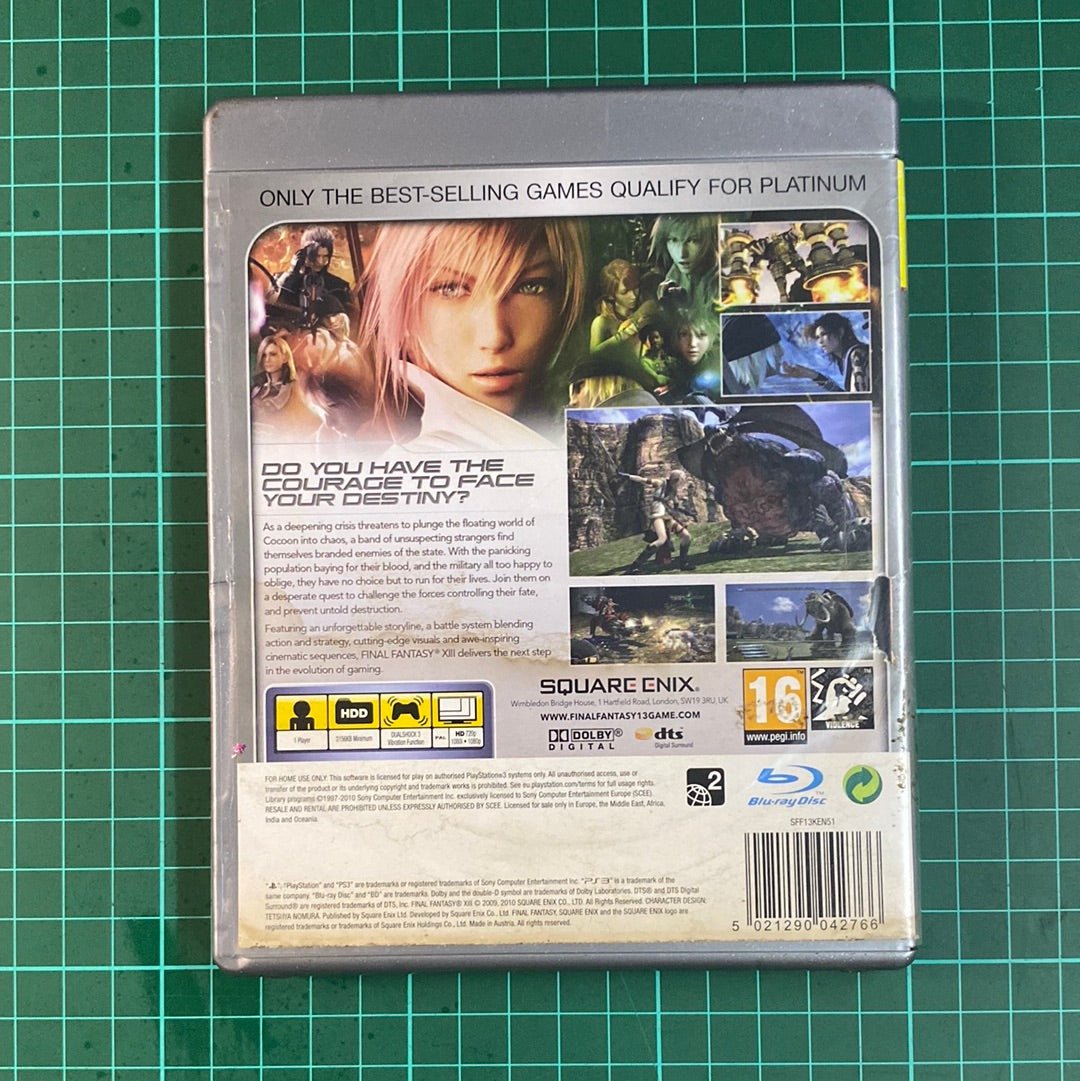 ONLY THE BEST-SELLING GAMES QUALIFY FOR PLATINUM
DO YOU HAVE THE
COURAGE TO FACE
YOUR DESTINY?
As a deepening crisis threatens to plunge the floating world of
Cocoon into chaos, a band of unsuspecting strangers find
themselves branded enemies of the state. With the panicking
population baying for their blood, and the military all too happy to
oblige, they have no choice but to run for their lives. Join them on
a desperate quest to challenge the forces controlling their fate,
and prevent untold destruction.
Featuring an unforgettable storyline, a battle system blending
action and strategy, cutting-edge visuals and awe-inspiring
cinematic sequences, FINAL FANTASY® XIII delivers the next step
in the evolution of gaming.
1 Player
HDD
2156KB Minimum
DUALSHOCK 3
Vibration Function
PAL
HD 720p
1080i • 1080p
SQUARE ENIX®
Wimbledon Bridge House, 1 Hartfield Road, London, SW19 3RU, UK
WWW.FINALFANTASY13GAME.COM
DOLBY®
DIGITAL
dts
Digital Surround
16
www.pegi.info
VIOLENCE
FOR HOME USE ONLY. This software is licensed for play on authorised PlayStation®3 systems only. All unauthorised access, use or
transfer of the product or its underlying copyright and trademark works is prohibited. See eu.playstation.com/terms for full usage rights.
Library programs ©1997-2010 Sony Computer Entertainment Inc. exclusively licensed to Sony Computer Entertainment Europe (SCEE).
RESALE AND RENTAL ARE PROHIBITED UNLESS EXPRESSLY AUTHORISED BY SCEE. Licensed for sale only in Europe, the Middle East, Africa,
India and Oceania.
2
Blu-ray Disc™
SFF13KEN51
", "PlayStation" and "PS3" are trademarks or registered trademarks of Sony Computer Entertainment Inc. "PS3" is a trademark of the
same company. "Blu-ray Disc" and "BD" are trademarks. Dolby and the double-D symbol are trademarks of Dolby Laboratories. DTS® and DTS Digital
Surround® are registered trademarks of DTS, Inc. FINAL FANTASY® XIII © 2009, 2010 SQUARE ENIX CO., LTD. All Rights Reserved. CHARACTER DESIGN:
TETSUYA NOMURA. Published by Square Enix Ltd. Developed by Square Enix Co., Ltd. FINAL FANTASY, SQUARE ENIX and the SQUARE ENIX logo are
registered trademarks or trademarks of Square Enix Holdings Co., Ltd. Made in Austria. All rights reserved.
5 021290 042766